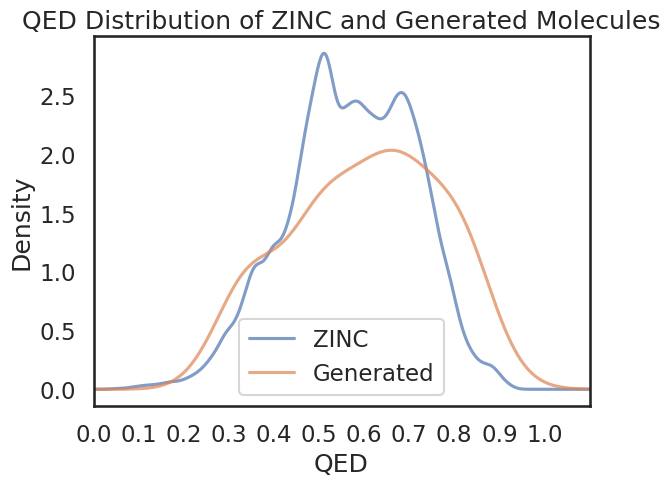 QED Distribution of ZINC and Generated Molecules
Density
2.5
2.0
1.5
1.0
0.5
0.0
ZINC
Generated
0.0 0.1 0.2 0.3 0.4 0.5 0.6 0.7 0.8 0.9 1.0
QED